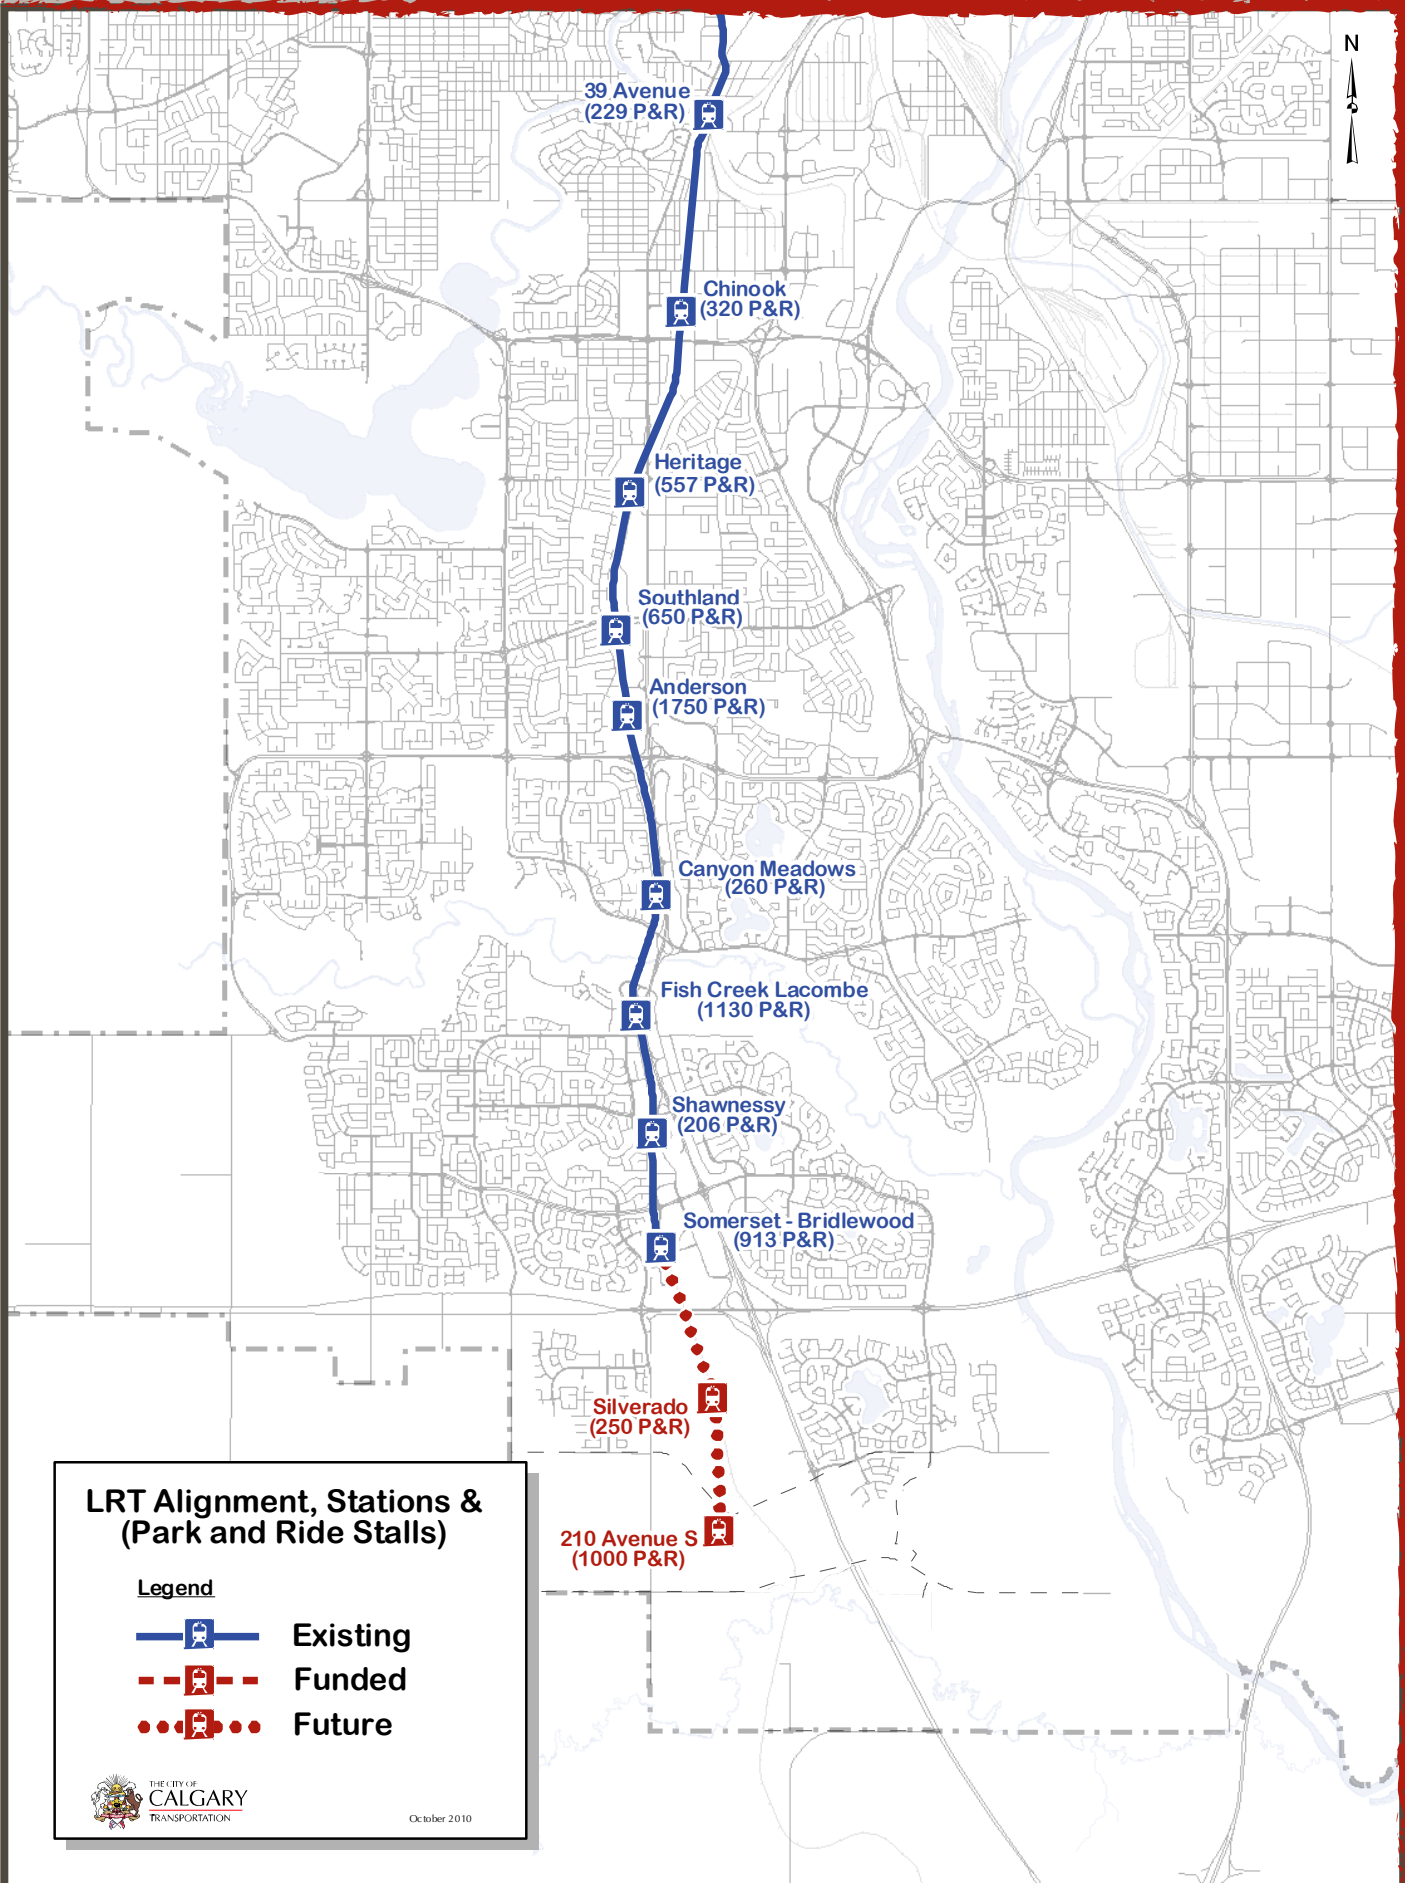 N
39 Avenue
(229 P&R)
Chinook
(320 P&R)
Heritage
(557 P&R)
Southland
(650 P&R)
Anderson
(1750 P&R)
Canyon Meadows
(260 P&R)
Fish Creek Lacombe
(1130 P&R)
Shawnessy
(206 P&R)
Somerset - Bridlewood
(913 P&R)
Silverado
(250 P&R)
210 Avenue S
(1000 P&R)
LRT Alignment, Stations &
(Park and Ride Stalls)
Legend
Existing
Funded
Future
THE CITY OF
CALGARY
TRANSPORTATION
October 2010